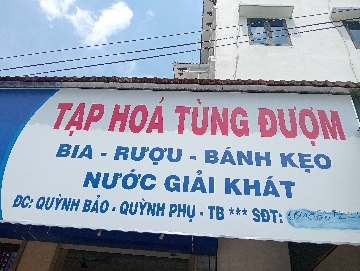 TẠP HOÁ TÙNG ĐƯỢM
BIA - RƯỢU - BÁNH KẸO
NƯỚC GIẢI KHÁT
ĐC: QUỲNH BẢO - QUỲNH PHỤ - TB *** SĐT: